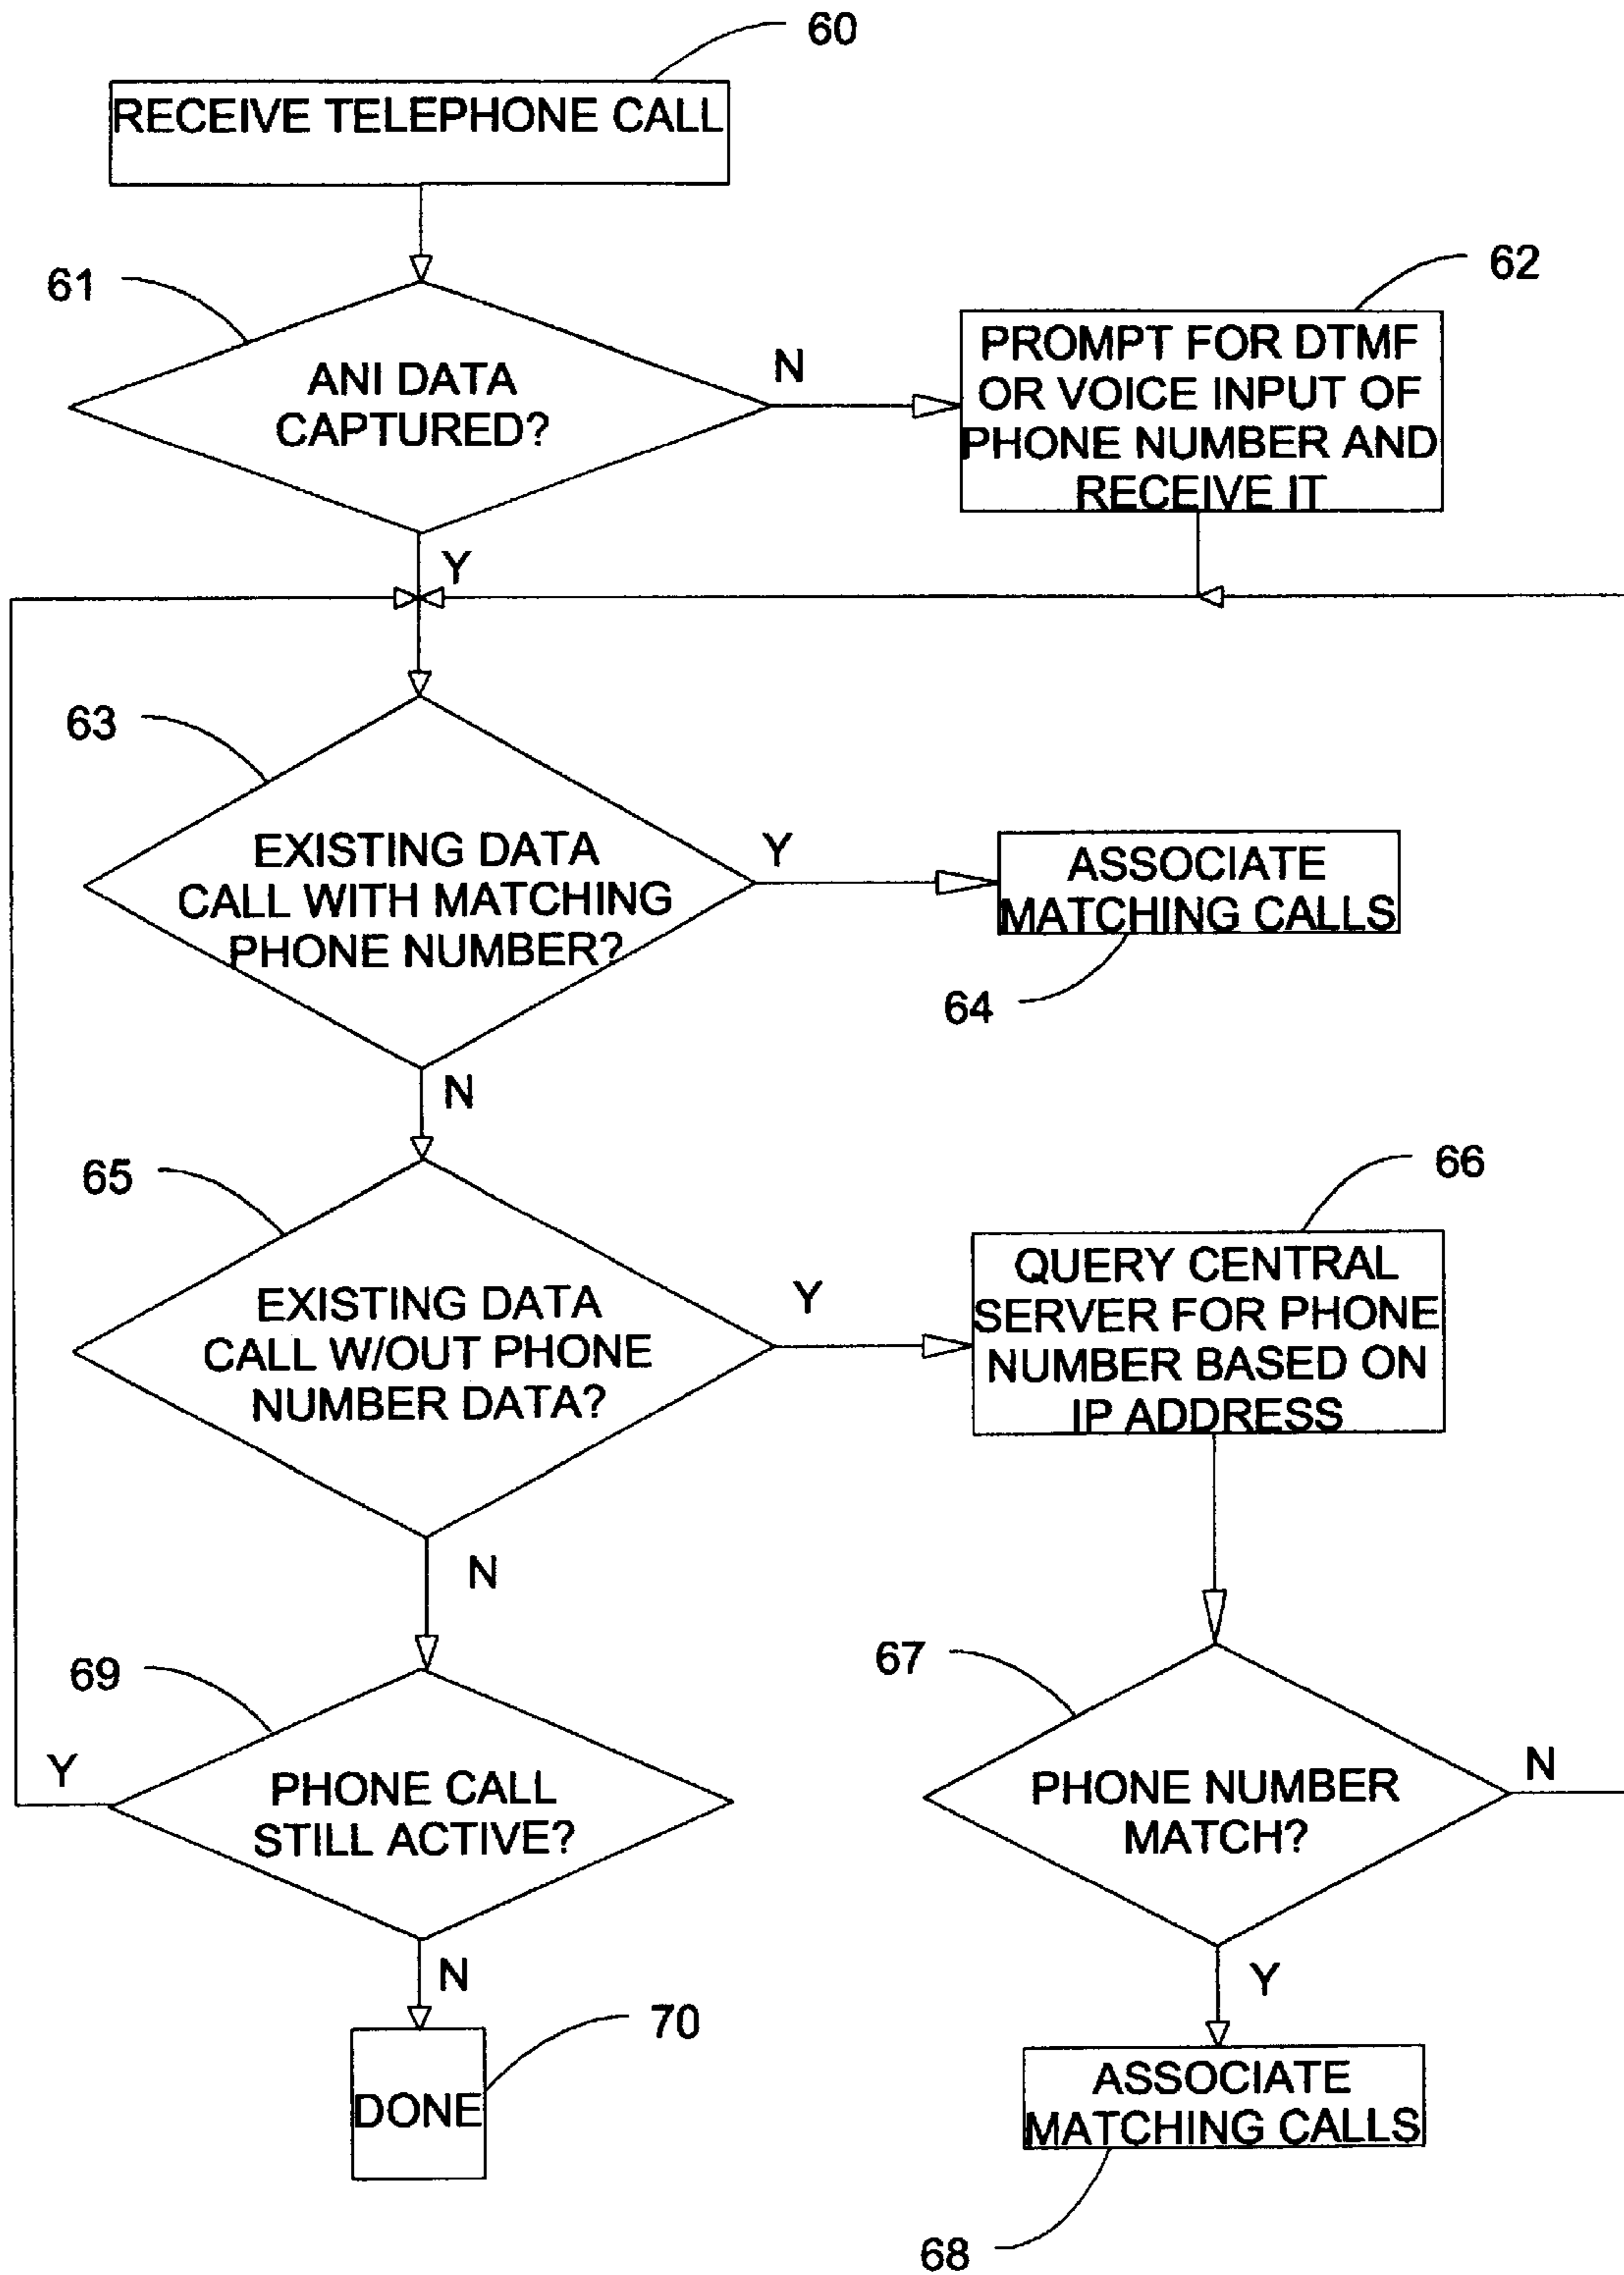 60
RECEIVE TELEPHONE CALL
61
ANI DATA
CAPTURED?
N
62
PROMPT FOR DTMF
OR VOICE INPUT OF
PHONE NUMBER AND
RECEIVE IT
Y
63
EXISTING DATA
CALL WITH MATCHING
PHONE NUMBER?
Y
ASSOCIATE
MATCHING CALLS
64
N
65
EXISTING DATA
CALL W/OUT PHONE
NUMBER DATA?
Y
66
QUERY CENTRAL
SERVER FOR PHONE
NUMBER BASED ON
IP ADDRESS
N
69
Y
PHONE CALL
STILL ACTIVE?
67
PHONE NUMBER
MATCH?
N
N
70
DONE
Y
ASSOCIATE
MATCHING CALLS
68